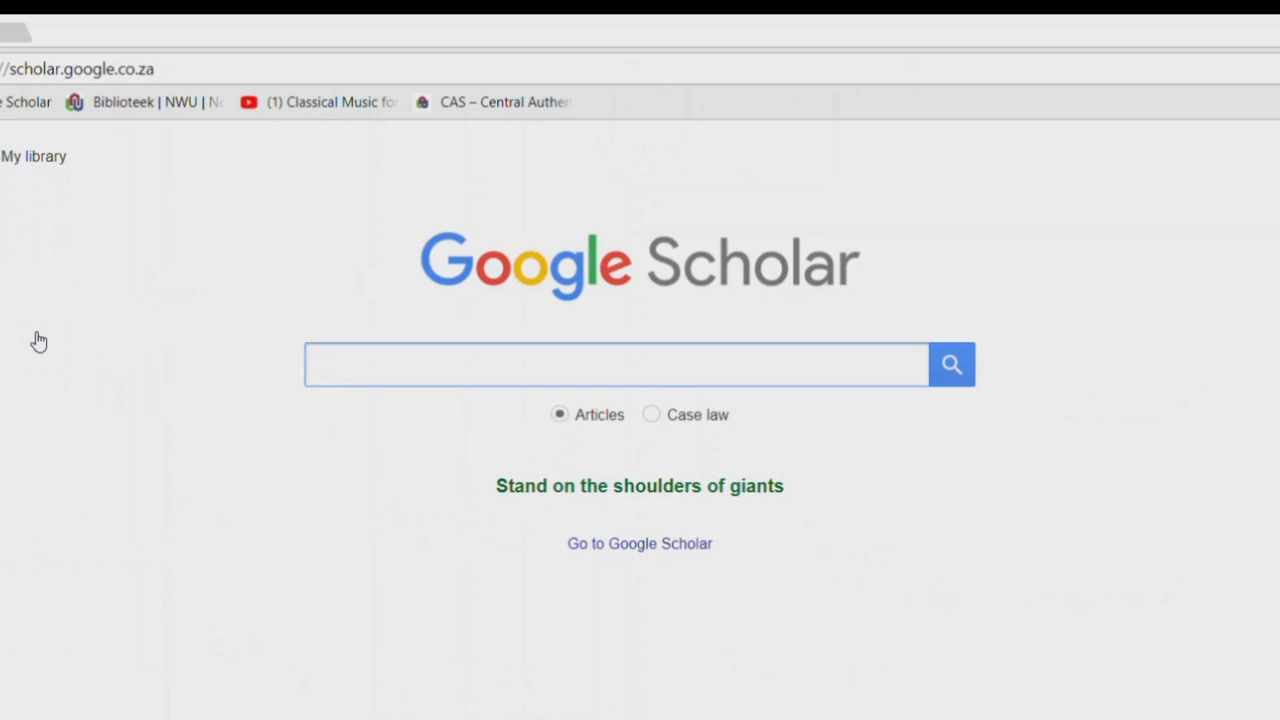 //scholar.google.co.za
e Scholar Biblioteek | NWU | N (1) Classical Music for CAS – Central Authen
My library
Google Scholar
Articles Case law
Stand on the shoulders of giants
Go to Google Scholar